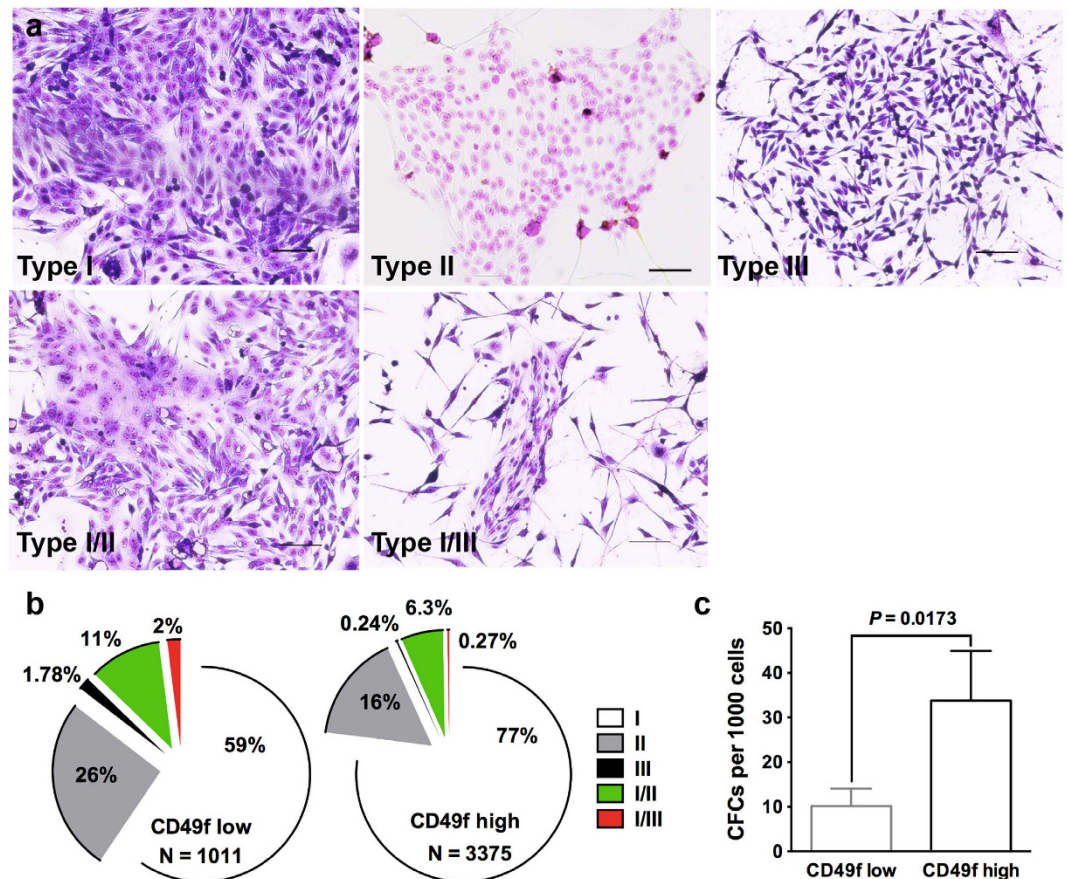 a
Type I
Type II
Type III
Type I/II
Type I/III
b
1.78%
11%
2%
26%
59%
CD49f low
N = 1011
0.24%
6.3%
0.27%
16%
77%
CD49f high
N = 3375
I
II
III
I/II
I/III
c
P = 0.0173
CFCs per 1000 cells
50
40
30
20
10
0
CD49f low
CD49f high